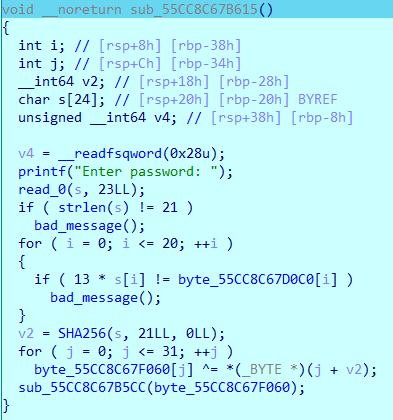 void __noreturn sub_55CC8C67B615()
{
  int i; // [rsp+8h] [rbp-38h]
  int j; // [rsp+Ch] [rbp-34h]
  __int64 v2; // [rsp+18h] [rbp-28h]
  char s[24]; // [rsp+20h] [rbp-20h] BYREF
  unsigned __int64 v4; // [rsp+38h] [rbp-8h]

  v4 = __readfsqword(0x28u);
  printf("Enter password: ");
  read_0(s, 23LL);
  if ( strlen(s) != 21 )
    bad_message();
  for ( i = 0; i <= 20; ++i )
  {
    if ( 13 * s[i] != byte_55CC8C67D0C0[i] )
      bad_message();
  }
  v2 = SHA256(s, 21LL, 0LL);
  for ( j = 0; j <= 31; ++j )
    byte_55CC8C67F060[j] ^= *(_BYTE *)(j + v2);
  sub_55CC8C67B5CC(byte_55CC8C67F060);
}